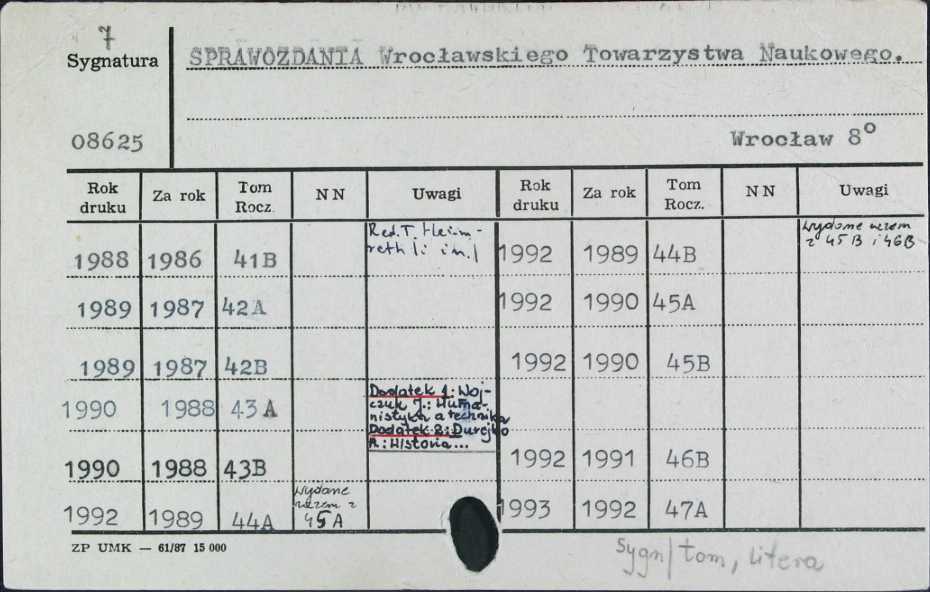 7
Sygnatura
SPRAWOZDANIA Wrocławskiego Towarzystwa Naukowego.
08625
Wrocław 8°
Rok druku Za rok Tom Rocz. NN Uwagi Rok druku Za rok Tom Rocz. NN Uwagi
1988 1986 41B Red. T. Heim-
reth /: i in./
1992 1989 44B wydane razem
z 45B i 46B
1989 1987 42A
1992 1990 45A
1989 1987 42B
1992 1990 45B
1990 1988 43A Dodatek 1: Woj-
czuk J.: Huma-
nistyka a technika
Dodatek 2: Durejko
A.: Historia...
1990 1988 43B
1992 1991 46B
1992 1989 44A wydane
razem z
45A
1993 1992 47A
ZP UMK — 61/87 15 000
Sygn/tom, litera